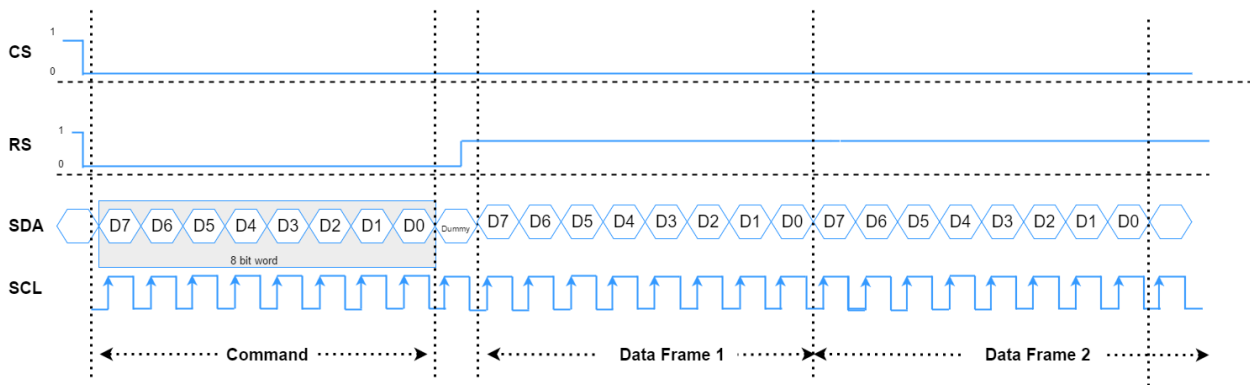 1
CS
0
1
RS
0
SDA D7 D6 D5 D4 D3 D2 D1 D0 Dummy D7 D6 D5 D4 D3 D2 D1 D0 D7 D6 D5 D4 D3 D2 D1 D0
8 bit word
SCL
Command Data Frame 1 Data Frame 2